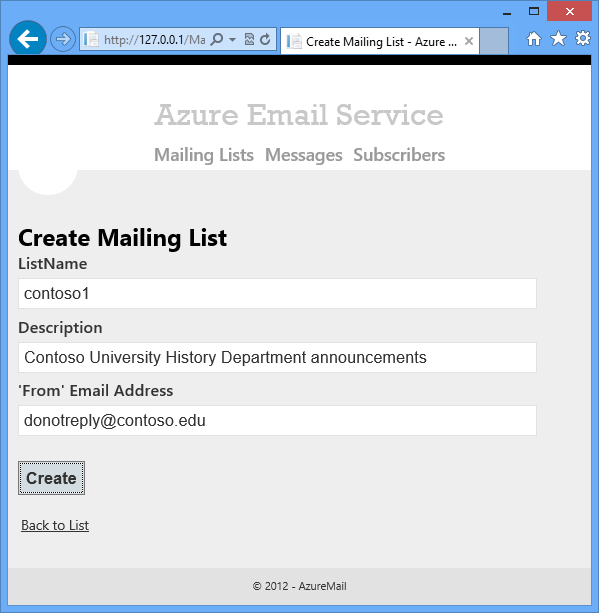 http://127.0.0.1/Ma
Create Mailing List - Azure ...
Azure Email Service
Mailing Lists Messages Subscribers
Create Mailing List
ListName
contoso1
Description
Contoso University History Department announcements
'From' Email Address
donotreply@contoso.edu
Create
Back to List
© 2012 - AzureMail